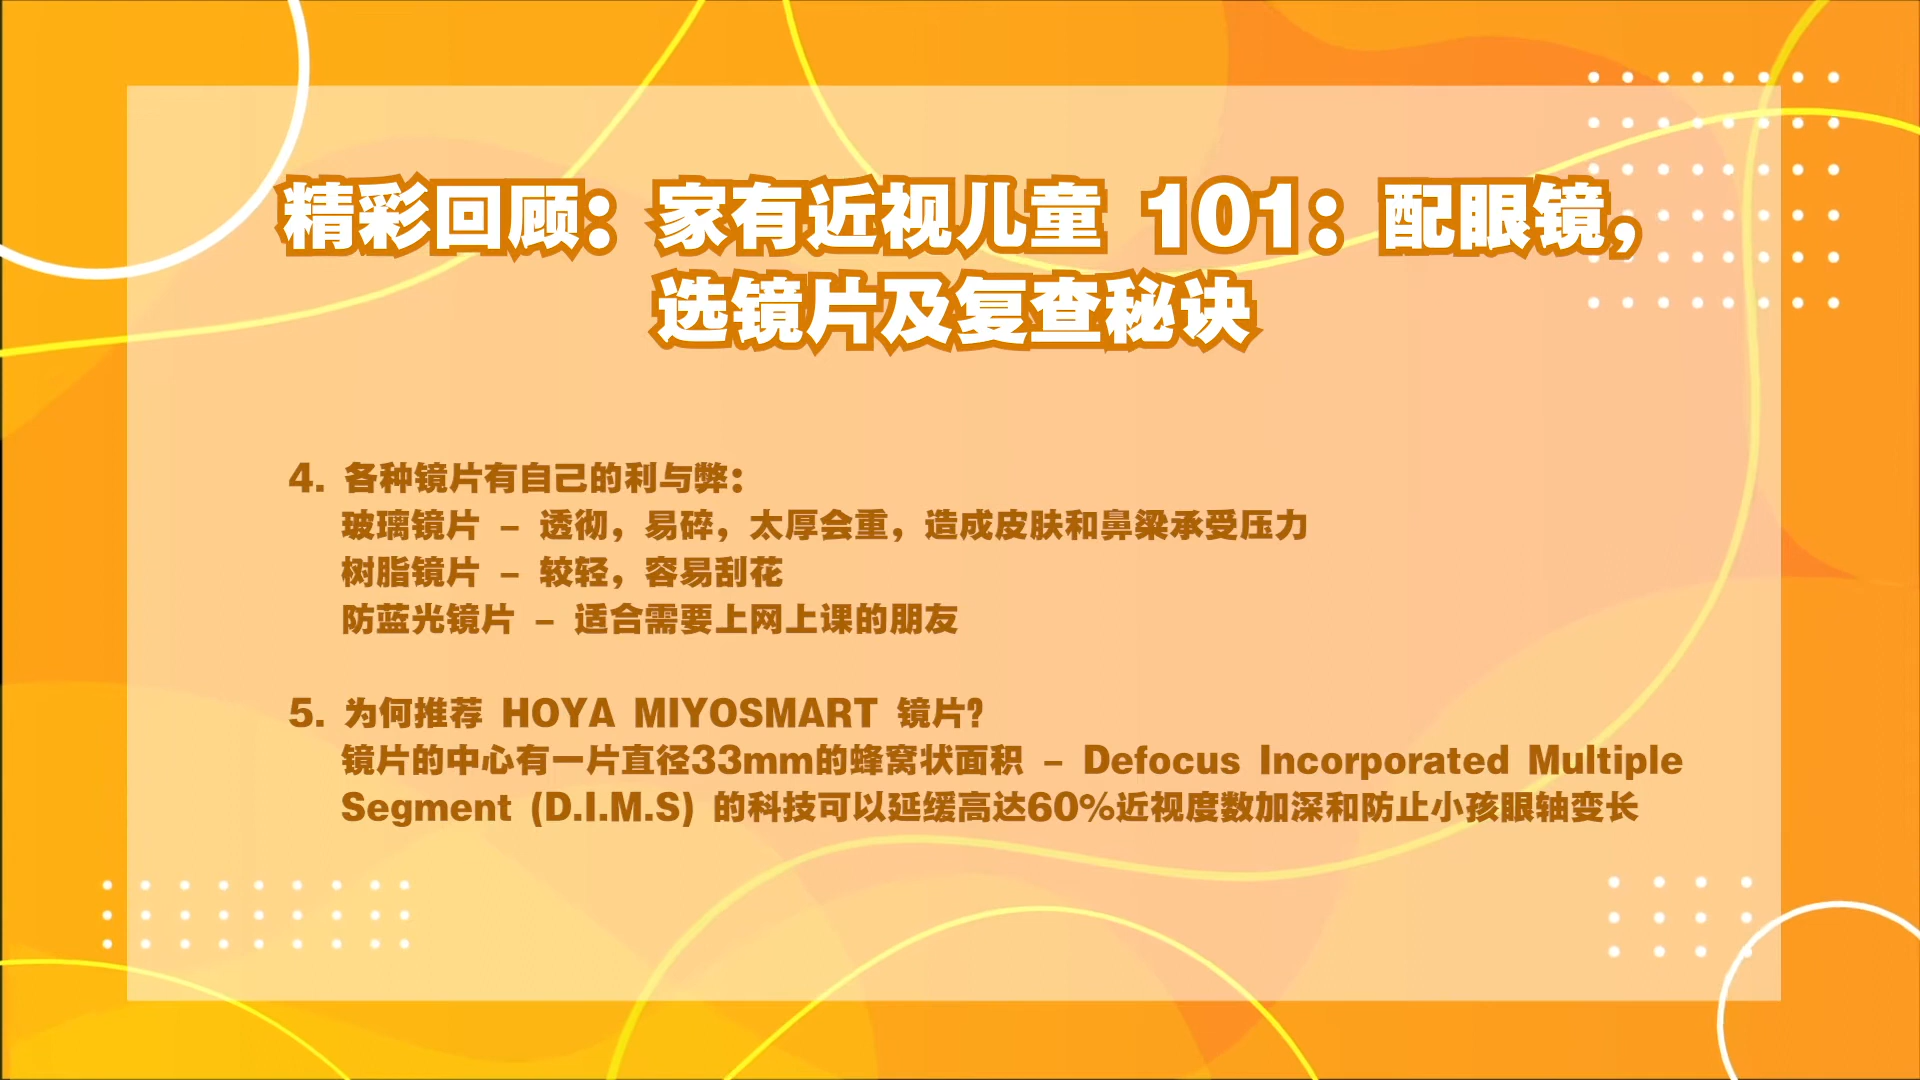 精彩回顾：家有近视儿童 101：配眼镜，
选镜片及复查秘诀
4. 各种镜片有自己的利与弊：
玻璃镜片 – 透彻，易碎，太厚会重，造成皮肤和鼻梁承受压力
树脂镜片 – 较轻，容易刮花
防蓝光镜片 – 适合需要上网上课的朋友
5. 为何推荐 HOYA MIYOSMART 镜片？
镜片的中心有一片直径33mm的蜂窝状面积 – Defocus Incorporated Multiple
Segment (D.I.M.S) 的科技可以延缓高达60%近视度数加深和防止小孩眼轴变长